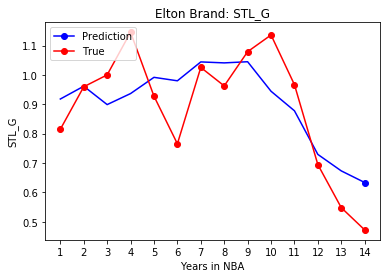 Elton Brand: STL_G
Prediction
True
1.1
1.0
0.9
0.8
0.7
0.6
0.5
STL_G
1 2 3 4 5 6 7 8 9 10 11 12 13 14
Years in NBA